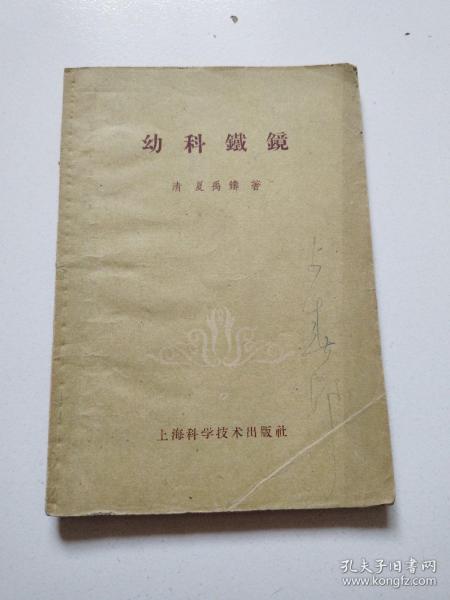 幼科鐵鏡
清 夏禹鑄 著
上海科学技术出版社
孔夫子旧书网
www.kongfz.com